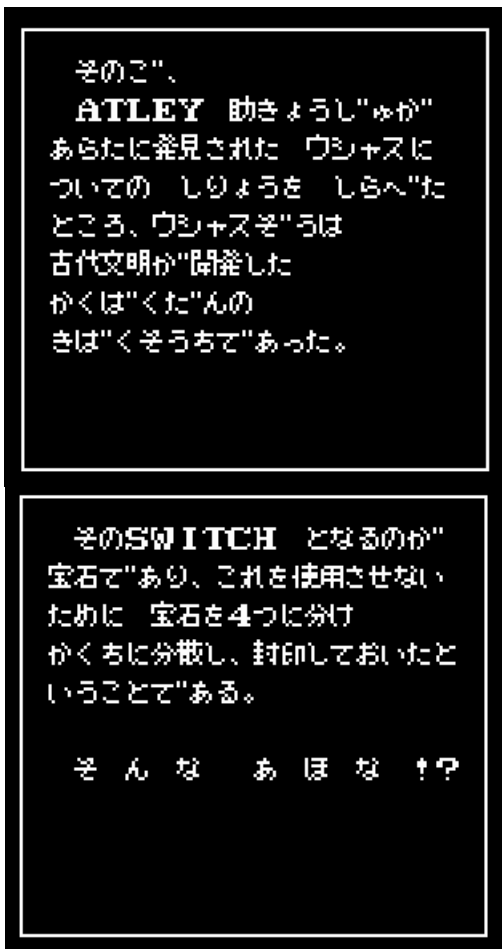 そのご、
ATLEY 助きょうじゅが
あらたに発見された ウシャスに
ついての しりょうを しらべた
ところ、ウシャスぞうは
古代文明が開発した
かくばくだんの
きばくそうちであった。
そのSWITCH となるのが
宝石であり、これを使用させない
ために 宝石を4つに分け
かくちに分散し、封印しておいたと
いうことである。
そ ん な あ ほ な !?